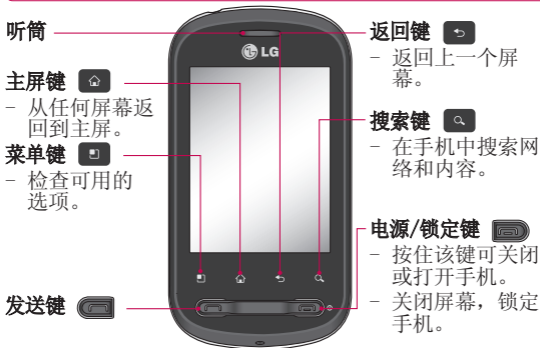 听筒
主屏键
- 从任何屏幕返
回到主屏。
菜单键
- 检查可用的
选项。
发送键
LG
返回键
- 返回上一个屏
幕。
搜索键
- 在手机中搜索网
络和内容。
电源/锁定键
- 按住该键可关闭
或打开手机。
- 关闭屏幕，锁定
手机。